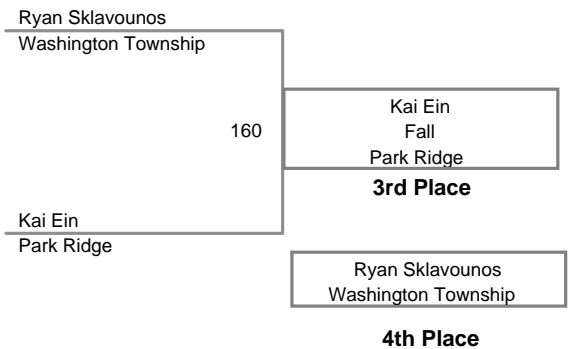 Ryan Sklavounos
Washington Township
160
Kai Ein
Fall
Park Ridge
3rd Place
Kai Ein
Park Ridge
Ryan Sklavounos
Washington Township
4th Place